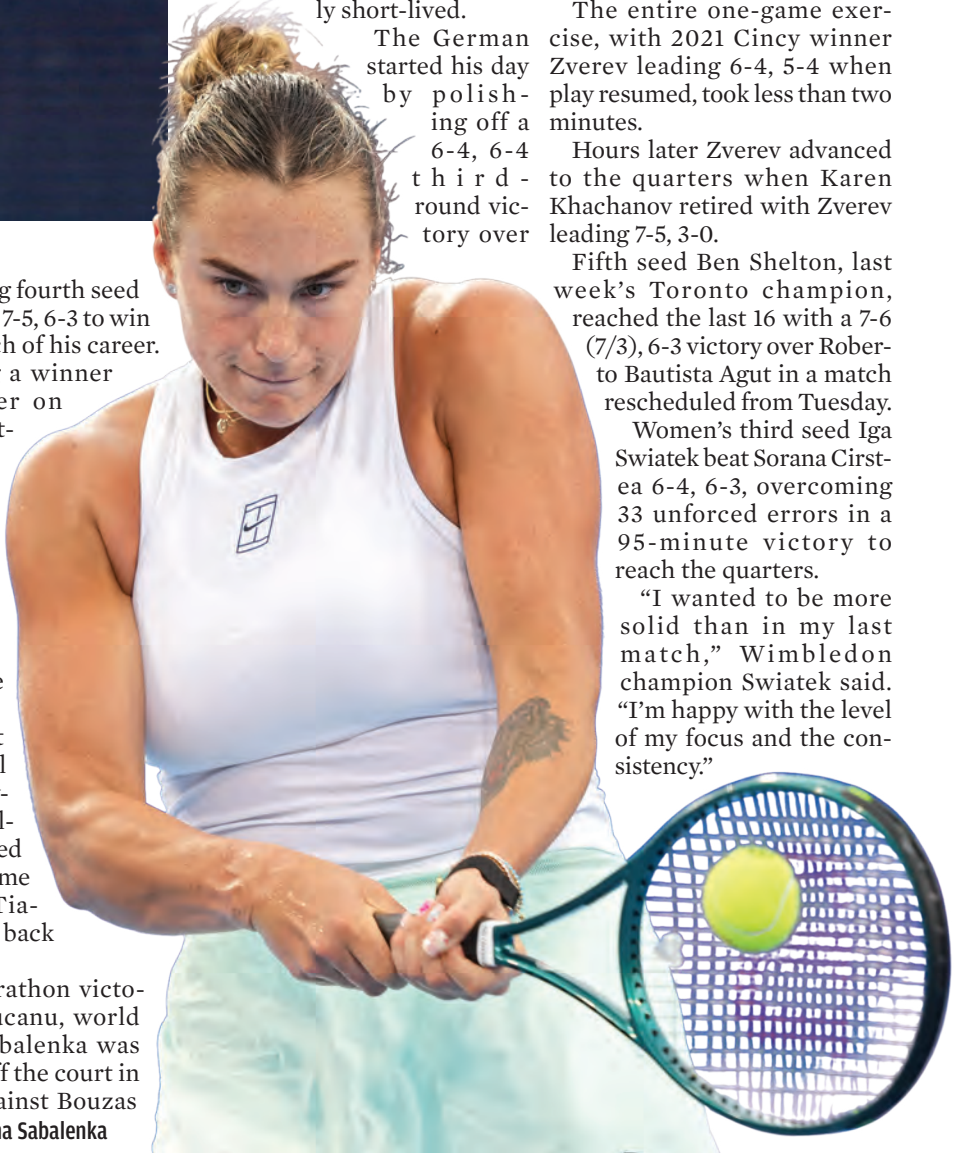 g fourth seed
7-5, 6-3 to win
ch of his career.
a winner
er on
t-
e
t
l
-
l-
ed
me
Tia-
back
rathon victo-
ucanu, world
balenka was
ff the court in
ainst Bouzas
na Sabalenka
ly short-lived.
The German
started his day
by polish-
ing off a
6-4, 6-4
third-
round vic-
tory over
The entire one-game exer-
cise, with 2021 Cincy winner
Zverev leading 6-4, 5-4 when
play resumed, took less than two
minutes.
Hours later Zverev advanced
to the quarters when Karen
Khachanov retired with Zverev
leading 7-5, 3-0.
Fifth seed Ben Shelton, last
week’s Toronto champion,
reached the last 16 with a 7-6
(7/3), 6-3 victory over Rober-
to Bautista Agut in a match
rescheduled from Tuesday.
Women’s third seed Iga
Swiatek beat Sorana Cirst-
ea 6-4, 6-3, overcoming
33 unforced errors in a
95-minute victory to
reach the quarters.
“I wanted to be more
solid than in my last
match,” Wimbledon
champion Swiatek said.
“I’m happy with the level
of my focus and the con-
sistency.”